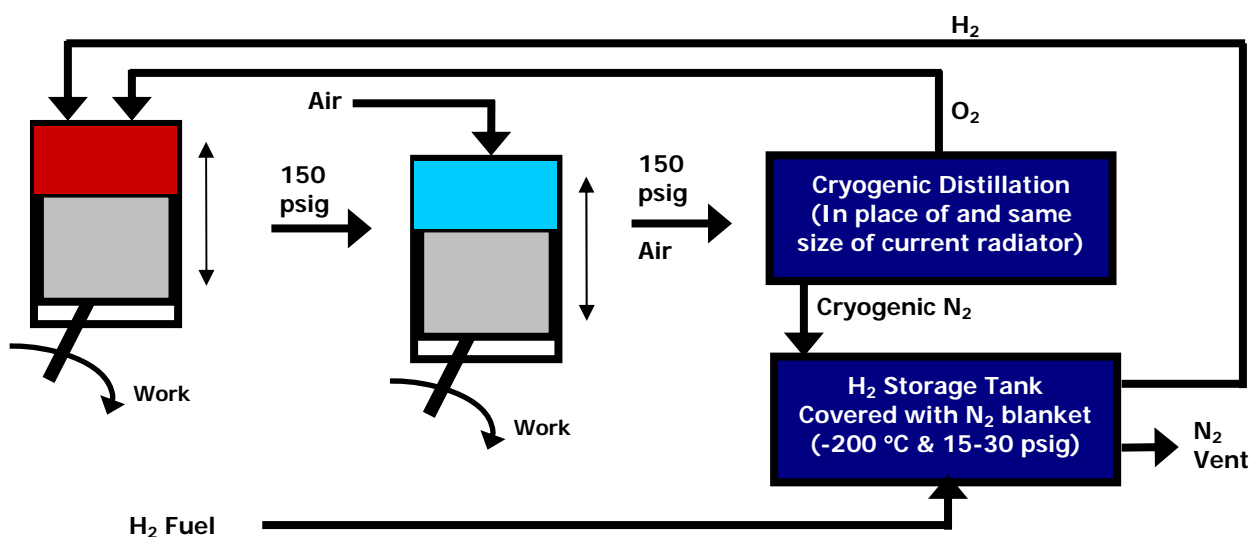 H₂
O₂
Air
150
psig
150
psig
Air
Cryogenic Distillation
(In place of and same
size of current radiator)
Cryogenic N₂
Work
Work
H₂ Storage Tank
Covered with N₂ blanket
(-200 °C & 15-30 psig)
N₂
Vent
H₂ Fuel